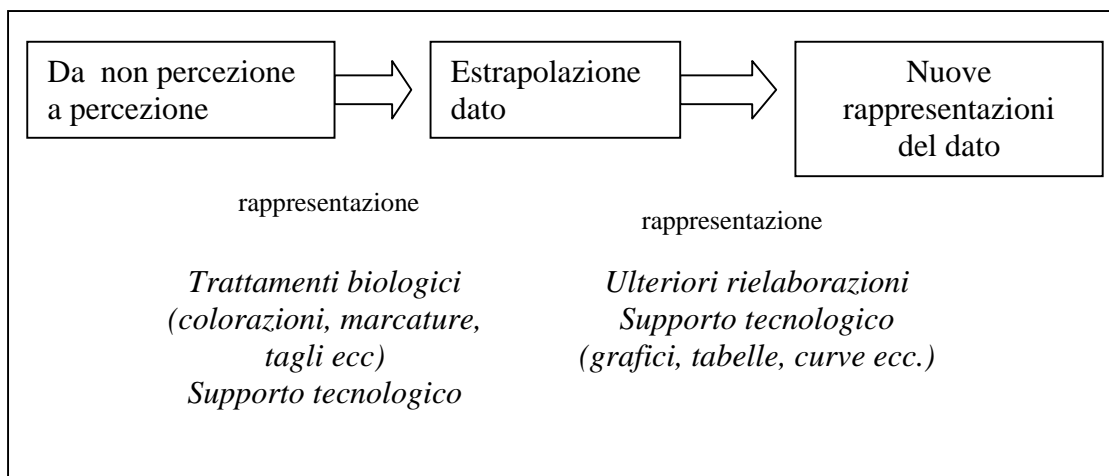 Da non percezione
a percezione
Estrapolazione
dato
Nuove
rappresentazioni
del dato
rappresentazione
rappresentazione
Trattamenti biologici
(colorazioni, marcature,
tagli ecc)
Supporto tecnologico
Ulteriori rielaborazioni
Supporto tecnologico
(grafici, tabelle, curve ecc.)